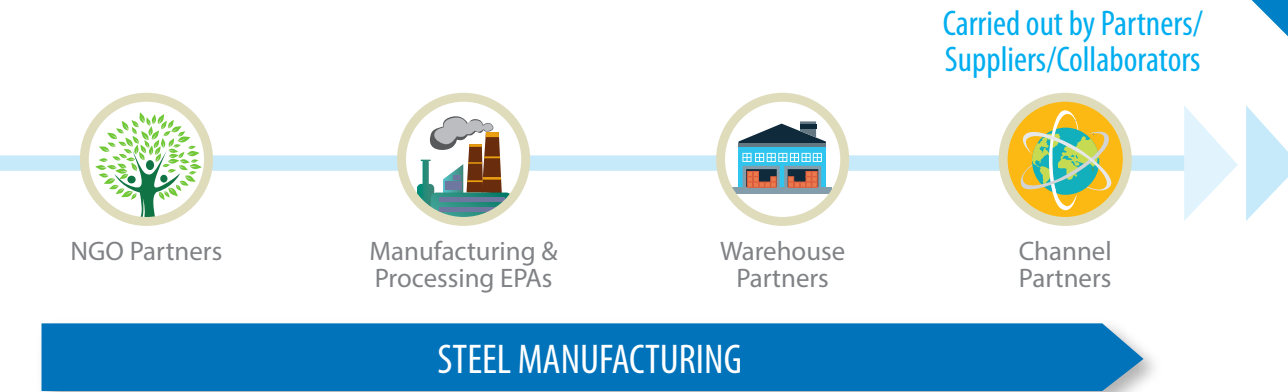 Carried out by Partners/
Suppliers/Collaborators
NGO Partners
Manufacturing &
Processing EPAs
Warehouse
Partners
Channel
Partners
STEEL MANUFACTURING